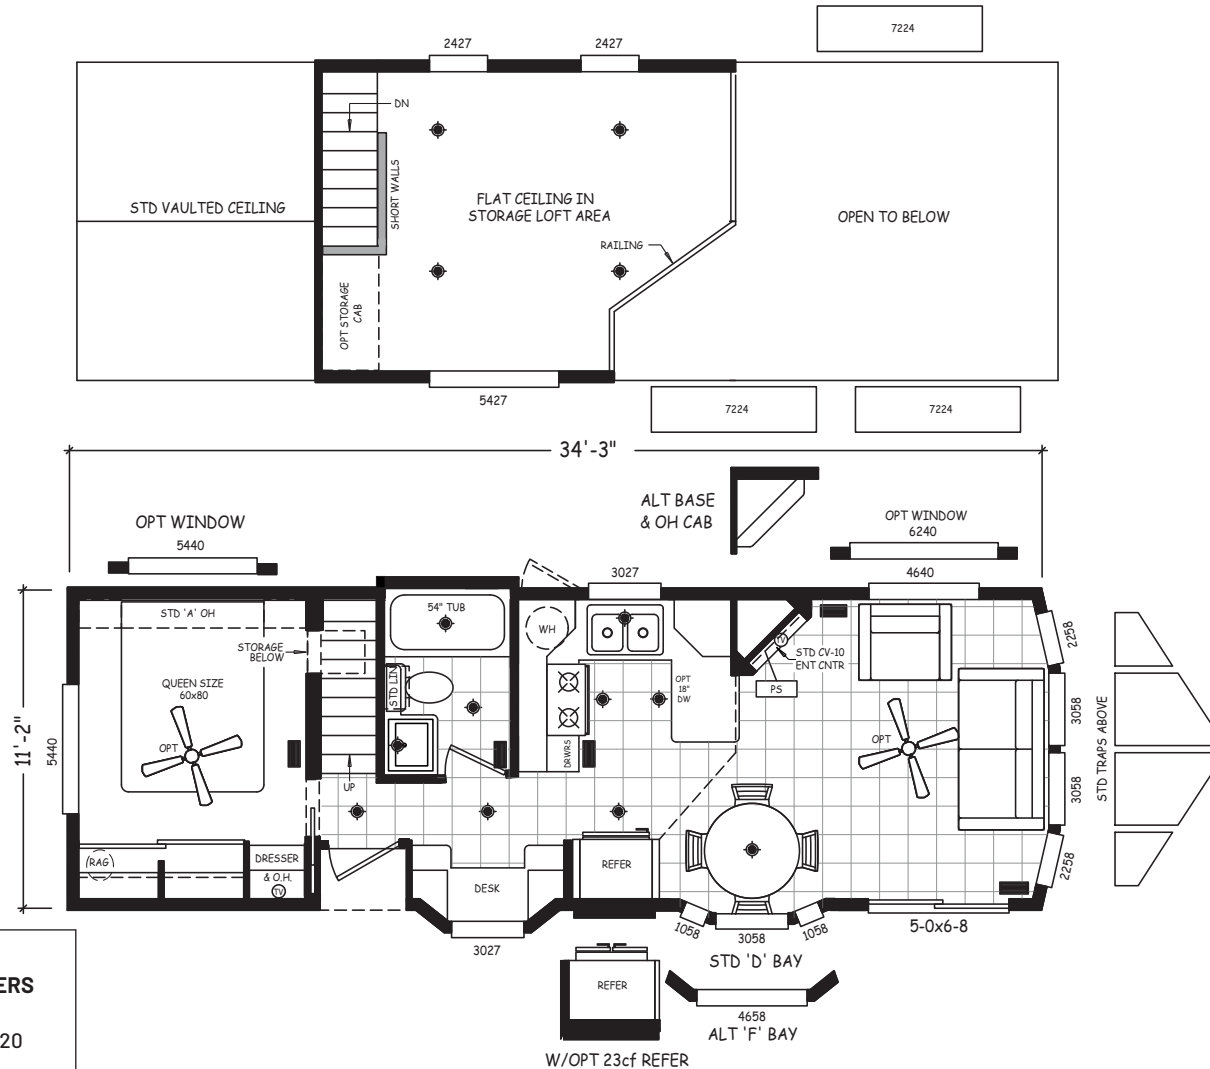 7224
2427
2427
DN
SHORT WALLS
STD VAULTED CEILING
FLAT CEILING IN
STORAGE LOFT AREA
OPEN TO BELOW
RAILING
OPT STORAGE
CAB
5427
7224
7224
34'-3"
ALT BASE
& OH CAB
OPT WINDOW
5440
OPT WINDOW
6240
3027
4640
STD 'A' OH
54" TUB
WH
TV
STD CV-10
ENT CNTR
PS
2258
STORAGE
BELOW
STD LIN
QUEEN SIZE
60x80
OPT
18"
DW
OPT
OPT
DRWRS
UP
3058
3058
STD TRAPS ABOVE
11'-2"
5440
RAG
DRESSER
& O.H.
TV
DESK
REFER
2258
3027
1058
3058
1058
5-0x6-8
STD 'D' BAY
REFER
4658
ALT 'F' BAY
W/OPT 23cf REFER
ERS
20